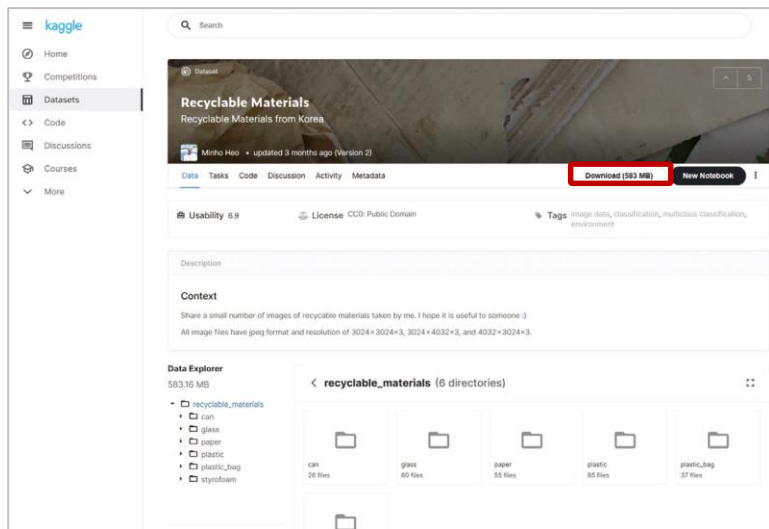 kaggle
Search
Home
Competitions
Datasets
Code
Discussions
Courses
More
Dataset
Recyclable Materials
Recyclable Materials from Korea
Minho Heo • updated 3 months ago (Version 2)
5
Data Tasks Code Discussion Activity Metadata
Download (583 MB)
New Notebook
Usability 6.9
License CC0: Public Domain
Tags image data, classification, multiclass classification,
environment
Description
Context
Share a small number of images of recycable materials taken by me. I hope it is useful to someone :)
All image files have jpeg format and resolution of 3024×3024×3, 3024×4032×3, and 4032×3024×3.
Data Explorer
583.16 MB
recyclable_materials
can
glass
paper
plastic
plastic_bag
styrofoam
< recyclable_materials (6 directories)
can
26 files
glass
60 files
paper
55 files
plastic
85 files
plastic_bag
37 files